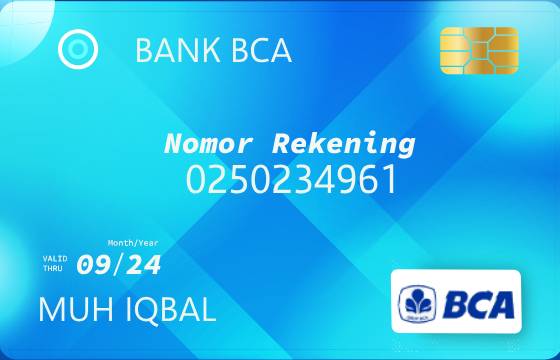 BANK BCA
Nomor Rekening
0250234961
Month/Year
VALID
THRU
09/24
MUH IQBAL
BCA